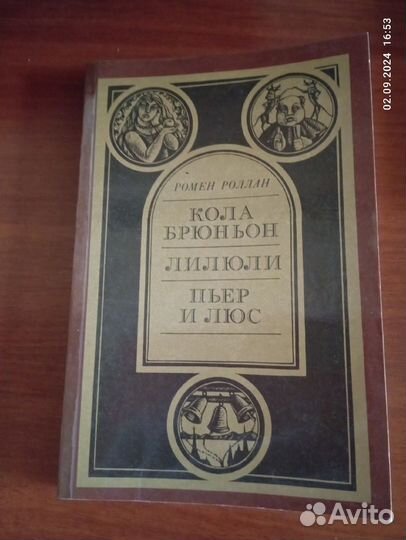 02.09.2024 16:53
РОМЕН РОЛЛАН
КОЛА
БРЮНЬОН
ЛИЛЮЛИ
ПЬЕР
И ЛЮС
Avito